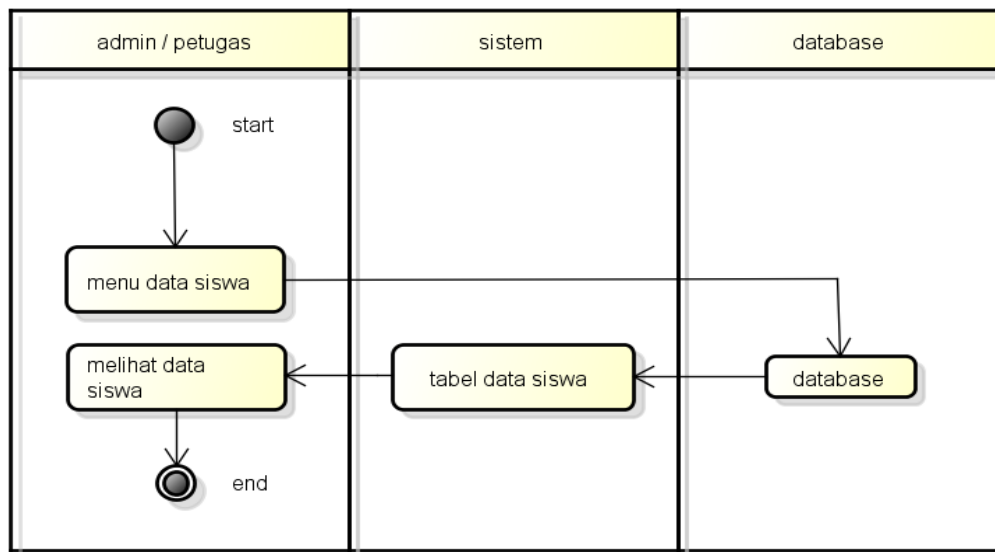 admin / petugas
sistem
database
start
menu data siswa
melihat data
siswa
tabel data siswa
database
end